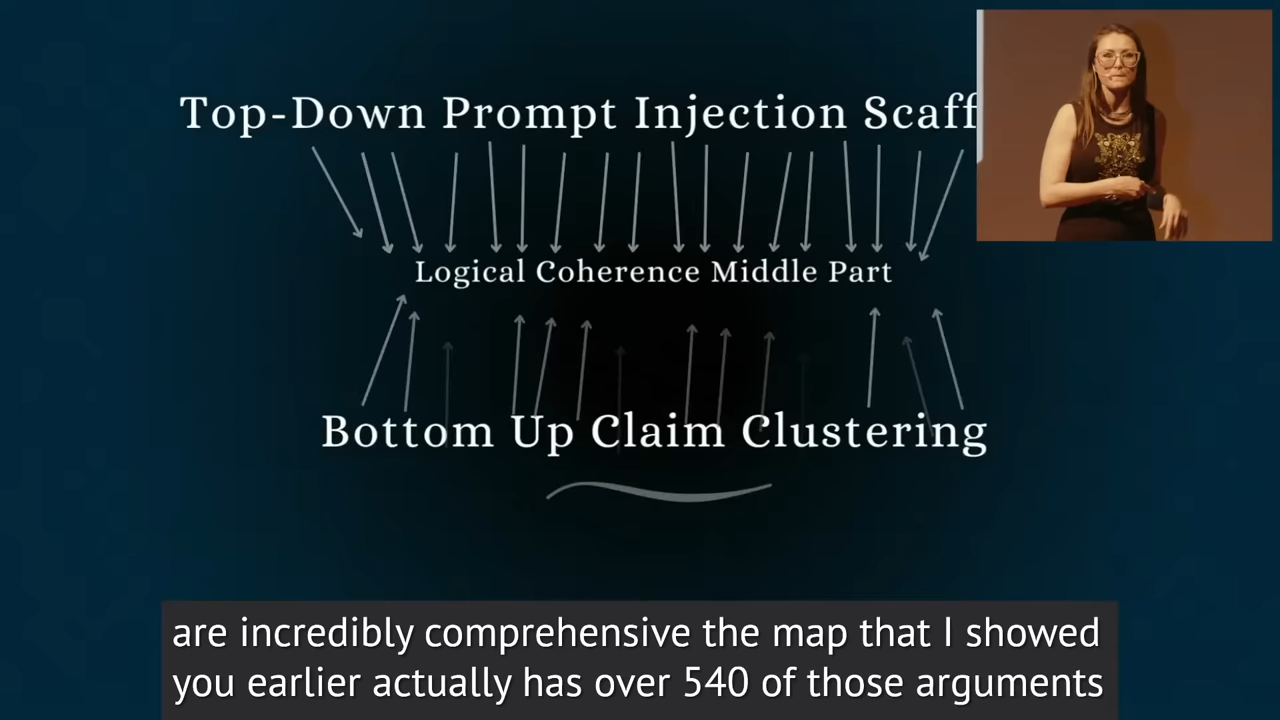 Top-Down Prompt Injection Scaff
Logical Coherence Middle Part
Bottom Up Claim Clustering
are incredibly comprehensive the map that I showed
you earlier actually has over 540 of those arguments